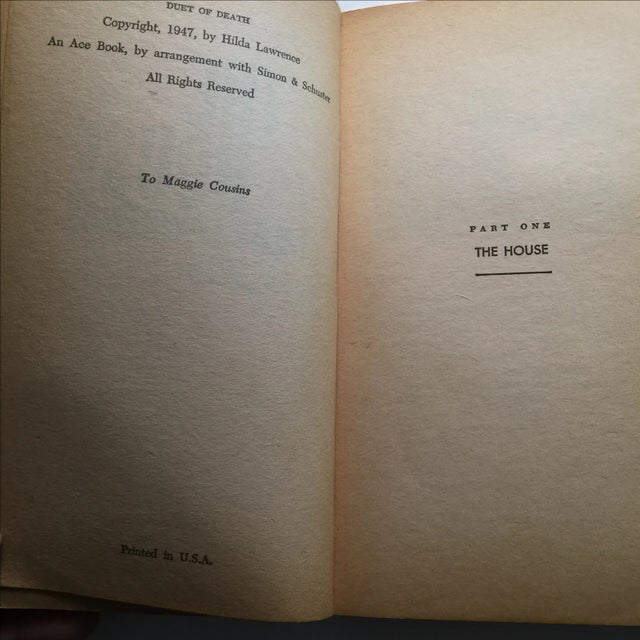 DUET OF DEATH
Copyright, 1947, by Hilda Lawrence
An Ace Book, by arrangement with Simon & Schuster
All Rights Reserved
To Maggie Cousins
Printed in U.S.A.
PART ONE
THE HOUSE